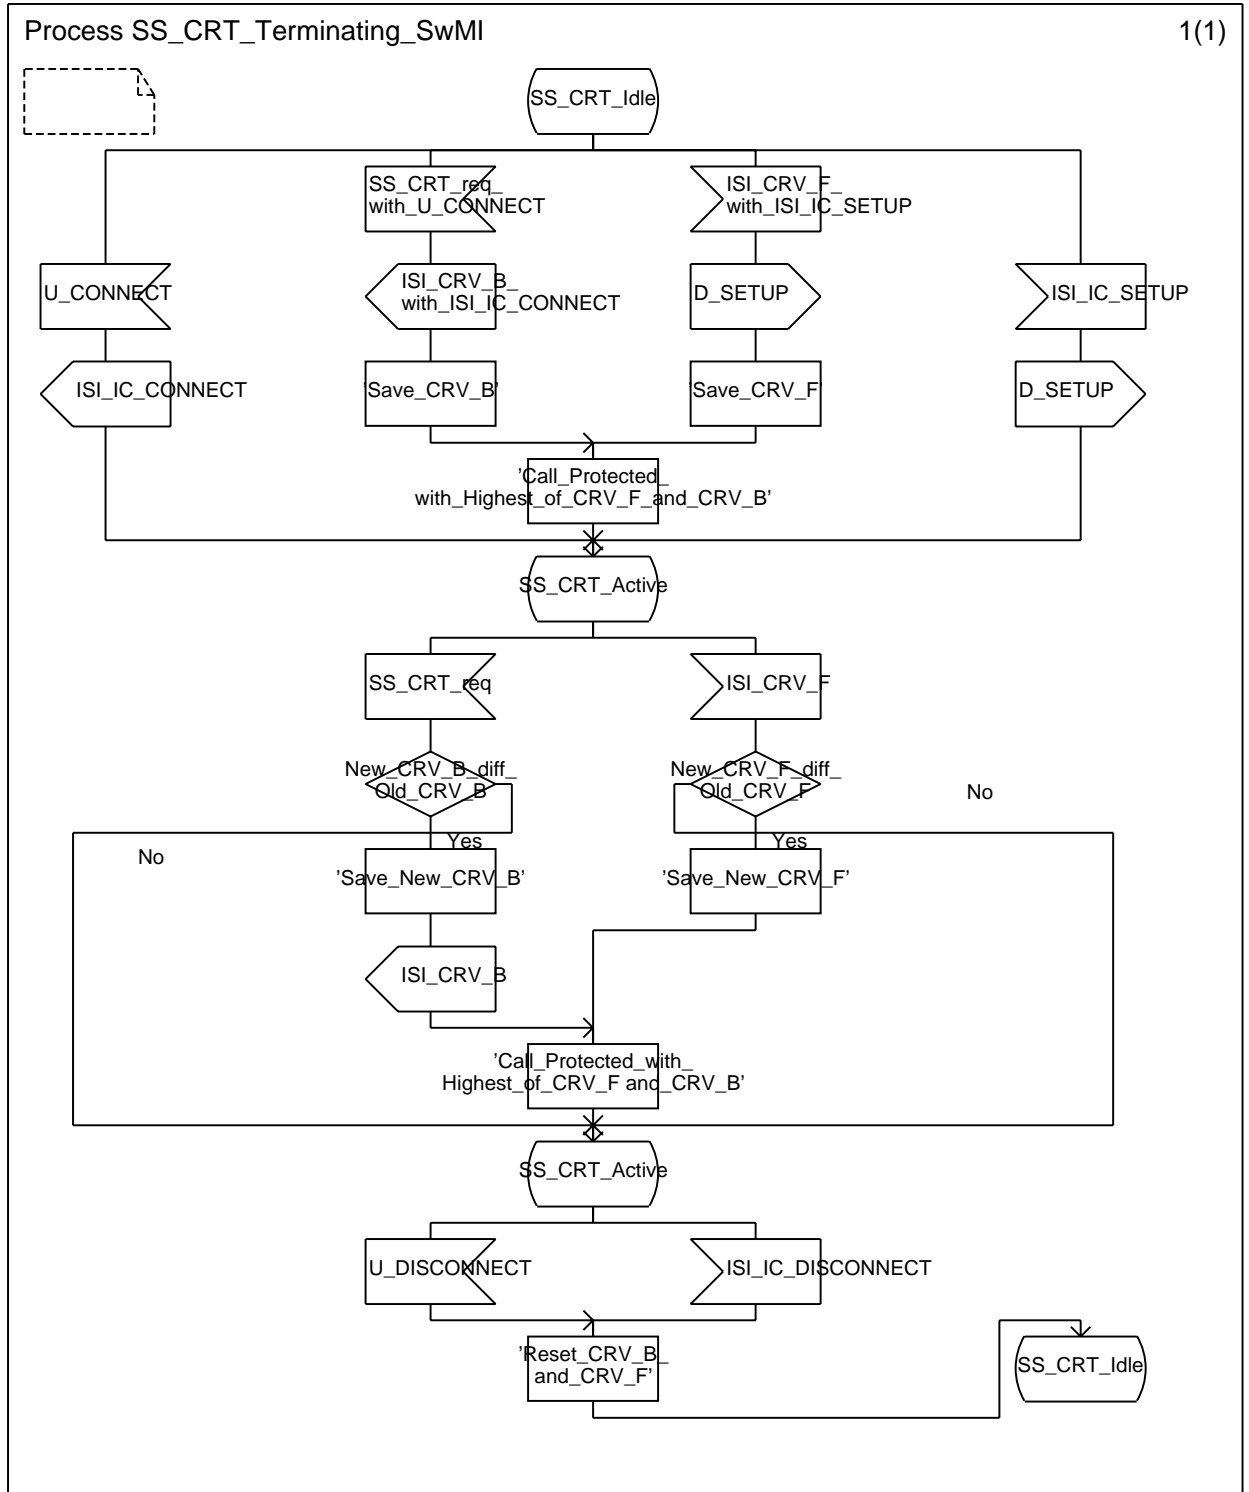 Process SS_CRT_Terminating_SwMI
1(1)
SS_CRT_Idle
SS_CRT_req_
with_U_CONNECT
ISI_CRV_F_
with_ISI_IC_SETUP
U_CONNECT
ISI_CRV_B_
with_ISI_IC_CONNECT
D_SETUP
ISI_IC_SETUP
ISI_IC_CONNECT
'Save_CRV_B'
'Save_CRV_F'
D_SETUP
'Call_Protected_
with_Highest_of_CRV_F_and_CRV_B'
SS_CRT_Active
SS_CRT_req
ISI_CRV_F
New_CRV_B_diff_
Old_CRV_B
New_CRV_F_diff_
Old_CRV_F
No
Yes
Yes
No
'Save_New_CRV_B'
'Save_New_CRV_F'
ISI_CRV_B
'Call_Protected_with_
Highest_of_CRV_F and_CRV_B'
SS_CRT_Active
U_DISCONNECT
ISI_IC_DISCONNECT
'Reset_CRV_B_
and_CRV_F'
SS_CRT_Idle